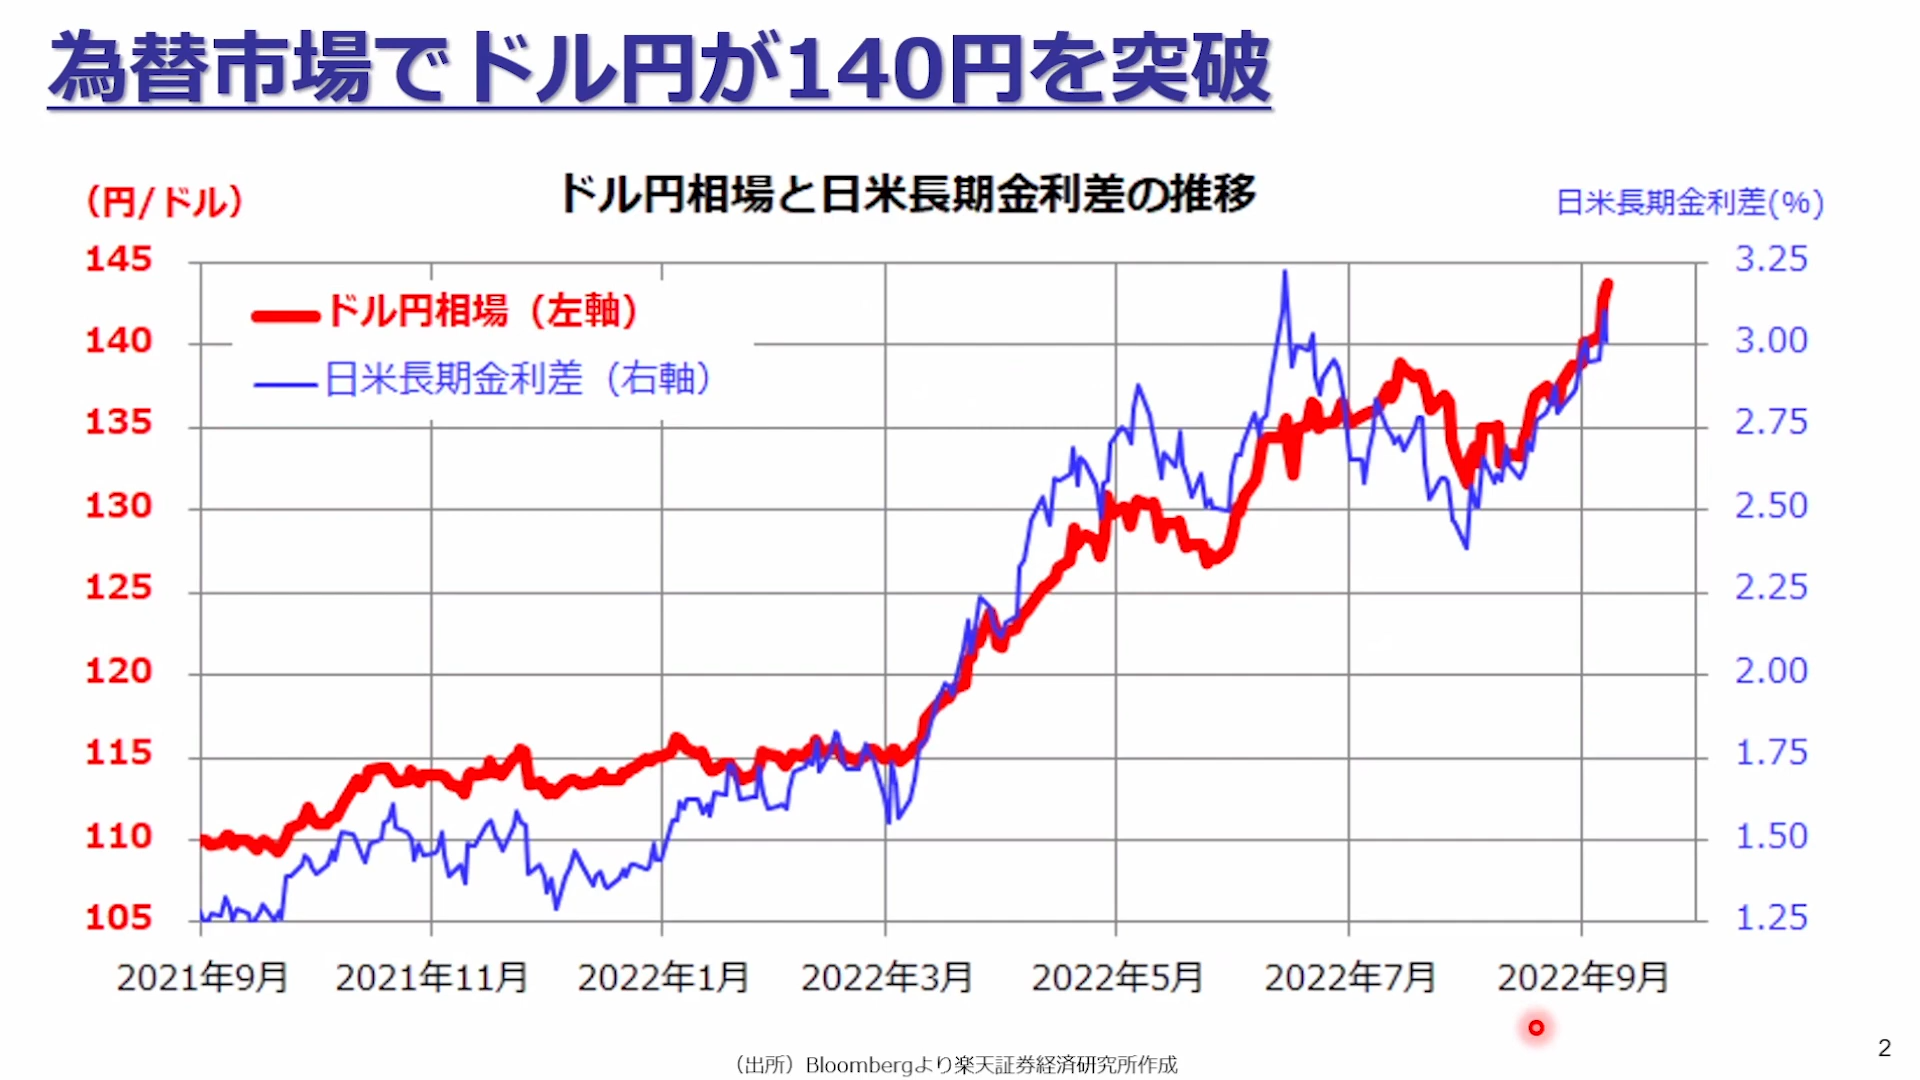 為替市場でドル円が140円を突破
ドル円相場と日米長期金利差の推移
（円/ドル）
日米長期金利差(%)
ドル円相場（左軸）
日米長期金利差（右軸）
145
140
135
130
125
120
115
110
105
3.25
3.00
2.75
2.50
2.25
2.00
1.75
1.50
1.25
2021年9月 2021年11月 2022年1月 2022年3月 2022年5月 2022年7月 2022年9月
（出所）Bloombergより楽天証券経済研究所作成
2